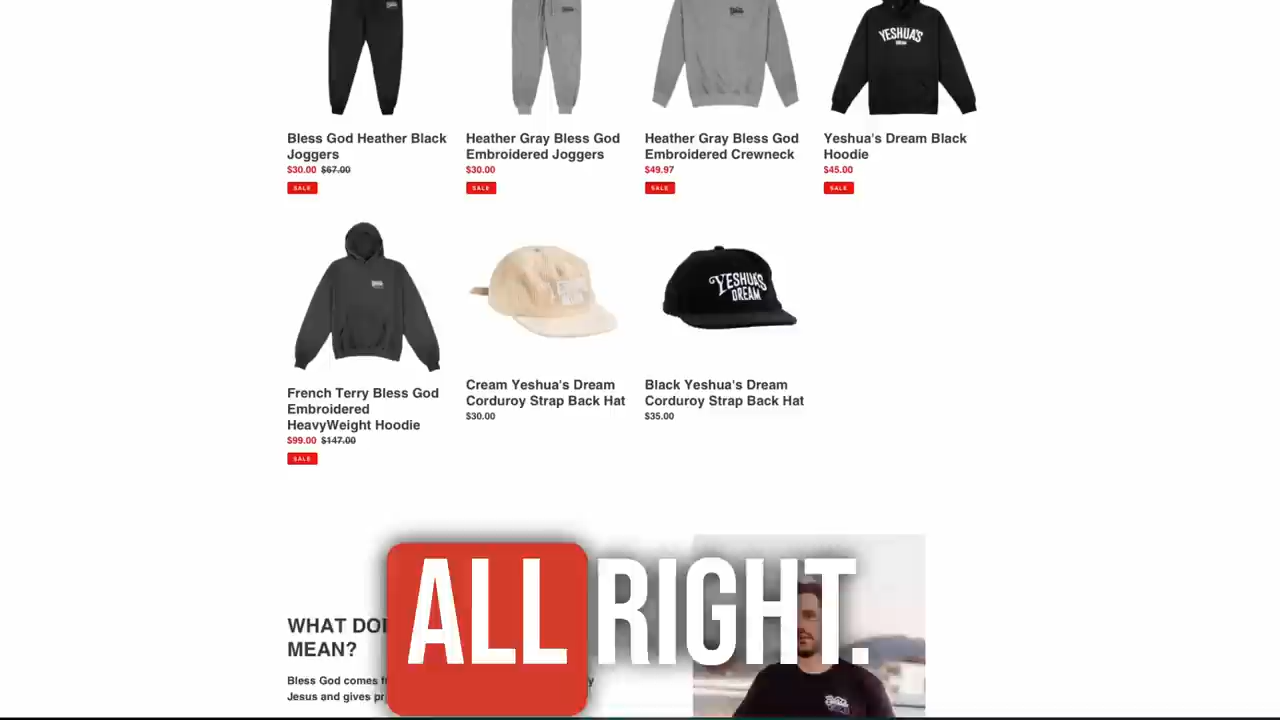 YESHUA'S
Bless God Heather Black
Joggers
$30.00 $67.00
SALE
Heather Gray Bless God
Embroidered Joggers
$30.00
SALE
Heather Gray Bless God
Embroidered Crewneck
$49.97
SALE
Yeshua's Dream Black
Hoodie
$45.00
SALE
YESHUA'S
DREAM
French Terry Bless God
Embroidered
HeavyWeight Hoodie
$99.00 $147.00
SALE
Cream Yeshua's Dream
Corduroy Strap Back Hat
$30.00
Black Yeshua's Dream
Corduroy Strap Back Hat
$35.00
ALL RIGHT.
WHAT
MEAN?
Bless God comes
Jesus and gives